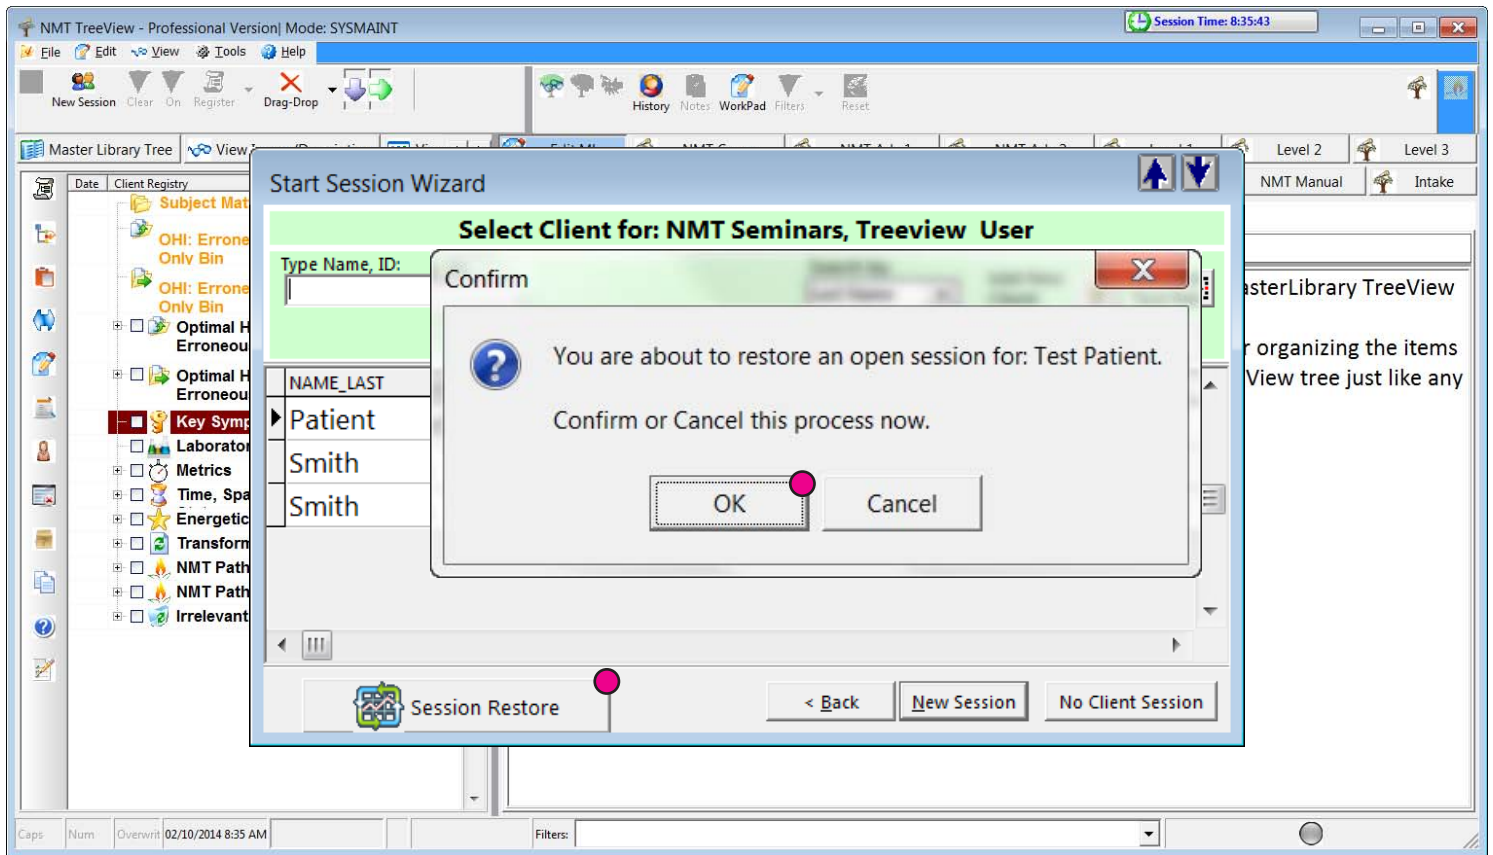 NMT TreeView - Professional Version| Mode: SYSMAINT
Session Time: 8:35:43
File Edit View Tools Help
New Session Clear On Register Drag-Drop History Notes WorkPad Filters Reset
Master Library Tree View Level 2 Level 3
NMT Manual Intake
Date Client Registry
Subject Mat
OHI: Errone
Only Bin
OHI: Errone
Only Bin
Optimal H
Erroneou
Optimal H
Erroneou
Key Symp
Laborator
Metrics
Time, Spa
Energetic
Transform
NMT Path
NMT Path
Irrelevant
Start Session Wizard
Select Client for: NMT Seminars, Treeview User
Type Name, ID:
NAME_LAST
Patient
Smith
Smith
Confirm
You are about to restore an open session for: Test Patient.
Confirm or Cancel this process now.
OK Cancel
Session Restore < Back New Session No Client Session
asterLibrary TreeView
r organizing the items
View tree just like any
Caps Num Overwrit 02/10/2014 8:35 AM Filters: